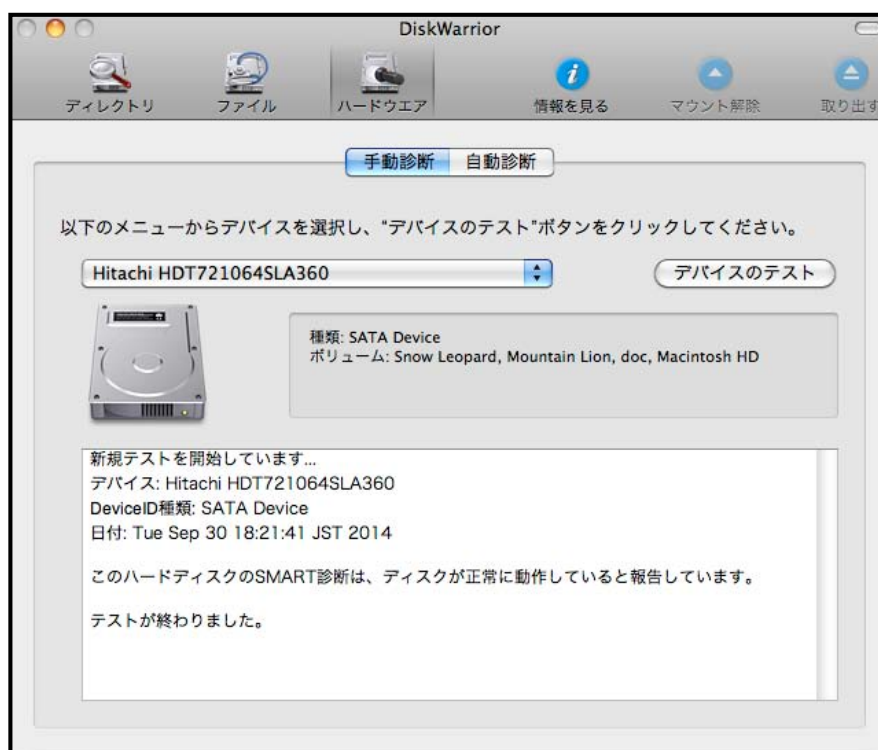 DiskWarrior
ディレクトリ
ファイル
ハードウエア
情報を見る
マウント解除
取り出す
手動診断
自動診断
以下のメニューからデバイスを選択し、“デバイスのテスト”ボタンをクリックしてください。
Hitachi HDT721064SLA360
デバイスのテスト
種類: SATA Device
ボリューム: Snow Leopard, Mountain Lion, doc, Macintosh HD
新規テストを開始しています...
デバイス: Hitachi HDT721064SLA360
DeviceID種類: SATA Device
日付: Tue Sep 30 18:21:41 JST 2014
このハードディスクのSMART診断は、ディスクが正常に動作していると報告しています。
テストが終わりました。